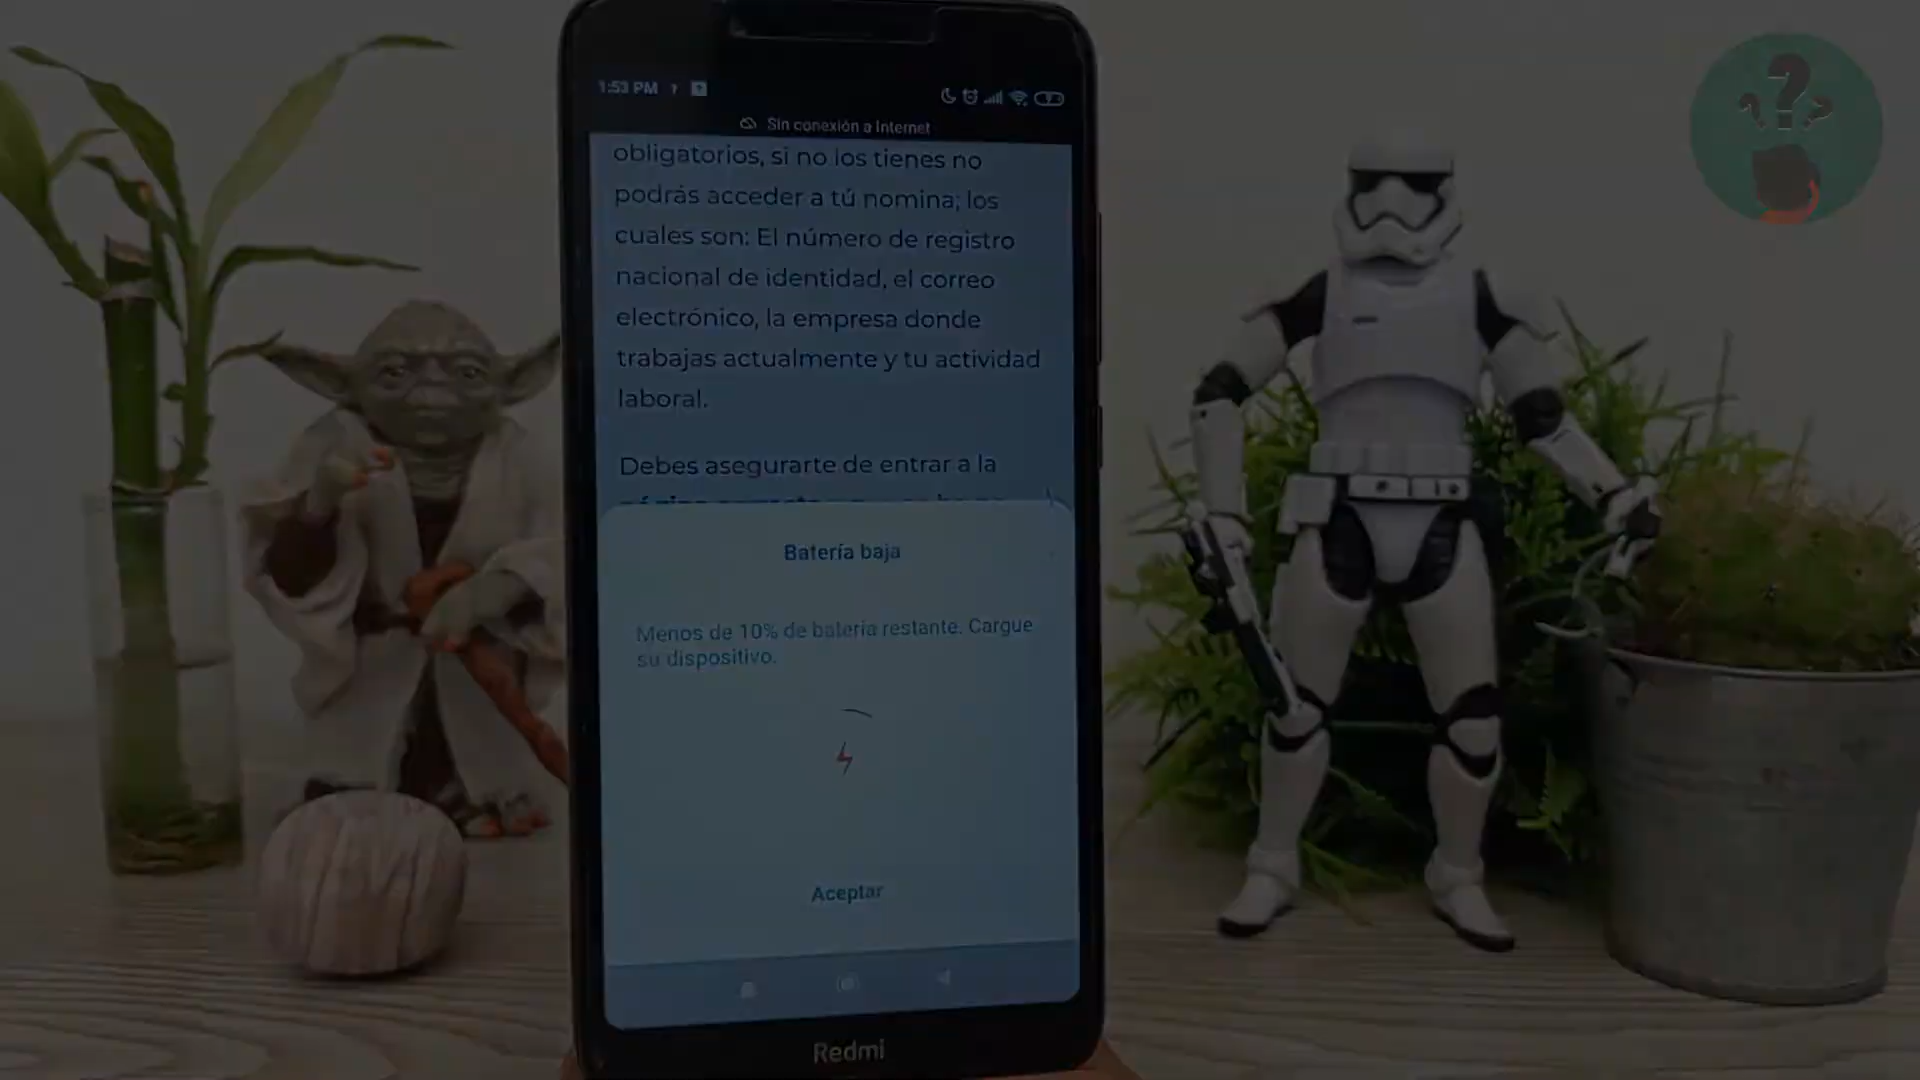 1:53 PM
Sin conexión a Internet
obligatorios, si no los tienes no
podrás acceder a tú nomina; los
cuales son: El número de registro
nacional de identidad, el correo
electrónico, la empresa donde
trabajas actualmente y tu actividad
laboral.
Debes asegurarte de entrar a la
Batería baja
Menos de 10% de batería restante. Cargue
su dispositivo.
Aceptar
Redmi